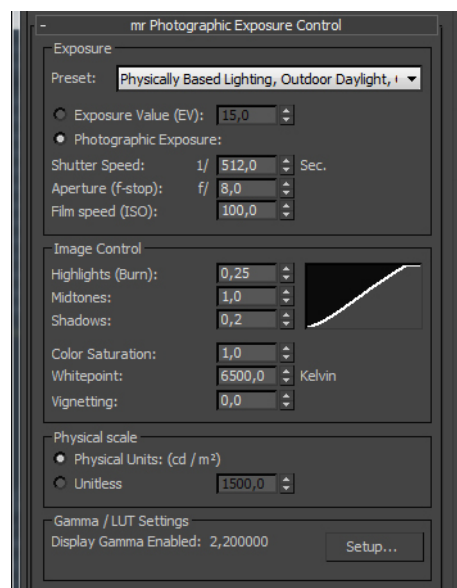 - mr Photographic Exposure Control
Exposure
Preset: Physically Based Lighting, Outdoor Daylight,
Exposure Value (EV): 15,0
Photographic Exposure:
Shutter Speed: 1/ 512,0 Sec.
Aperture (f-stop): f/ 8,0
Film speed (ISO): 100,0
Image Control
Highlights (Burn): 0,25
Midtones: 1,0
Shadows: 0,2
Color Saturation: 1,0
Whitepoint: 6500,0 Kelvin
Vignetting: 0,0
Physical scale
Physical Units: (cd / m²)
Unitless 1500,0
Gamma / LUT Settings
Display Gamma Enabled: 2,200000 Setup...